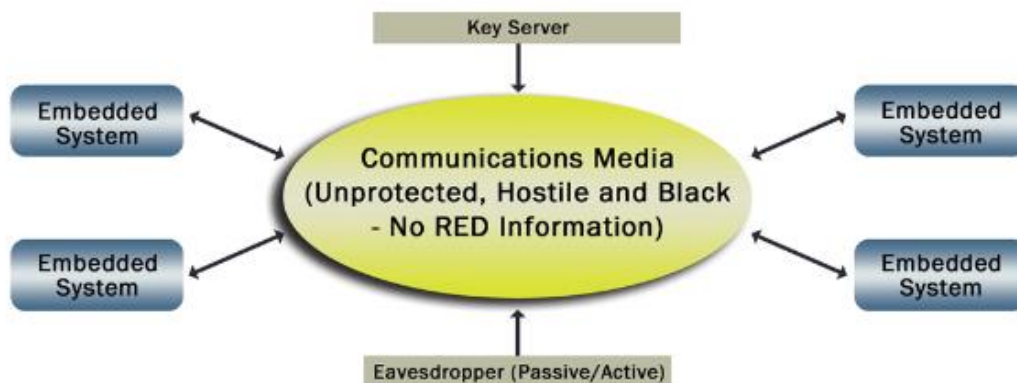 Key Server
Embedded
System
Embedded
System
Communications Media
(Unprotected, Hostile and Black
- No RED Information)
Embedded
System
Embedded
System
Eavesdropper (Passive/Active)